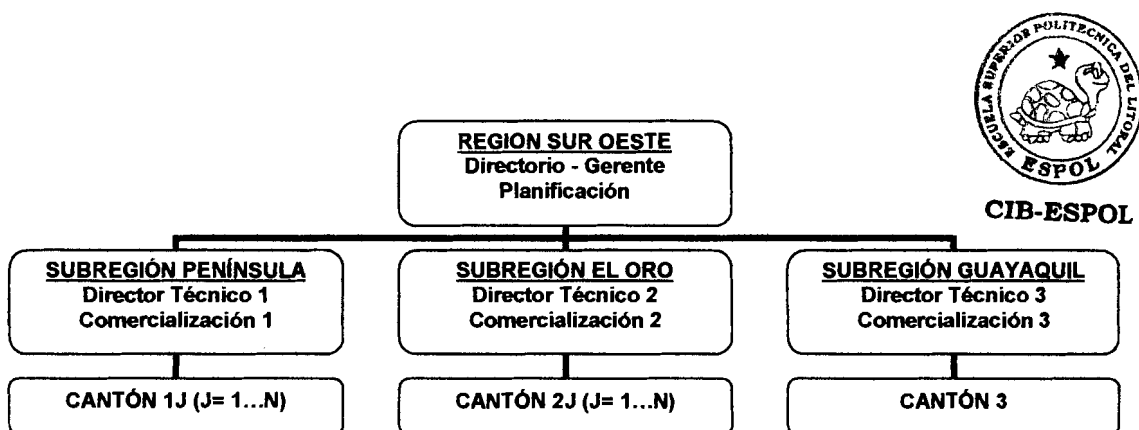 ESCUELA SUPERIOR POLITECNICA DEL LITORAL
ESPOL
CIB-ESPOL
REGION SUR OESTE
Directorio - Gerente
Planificación
SUBREGIÓN PENÍNSULA
Director Técnico 1
Comercialización 1
SUBREGIÓN EL ORO
Director Técnico 2
Comercialización 2
SUBREGIÓN GUAYAQUIL
Director Técnico 3
Comercialización 3
CANTÓN 1J (J= 1...N)
CANTÓN 2J (J= 1...N)
CANTÓN 3